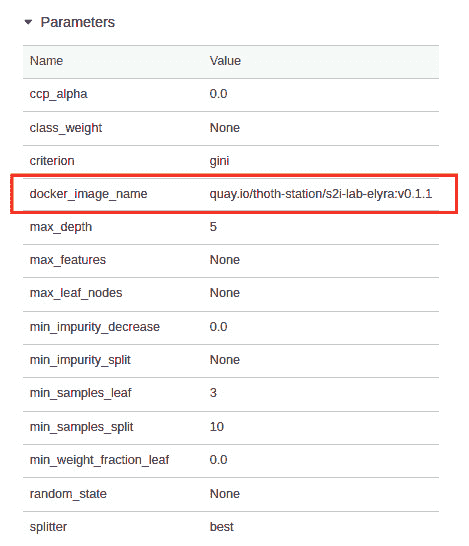 Parameters
Name Value
ccp_alpha 0.0
class_weight None
criterion gini
docker_image_name quay.io/thoth-station/s2i-lab-elyra:v0.1.1
max_depth 5
max_features None
max_leaf_nodes None
min_impurity_decrease 0.0
min_impurity_split None
min_samples_leaf 3
min_samples_split 10
min_weight_fraction_leaf 0.0
random_state None
splitter best